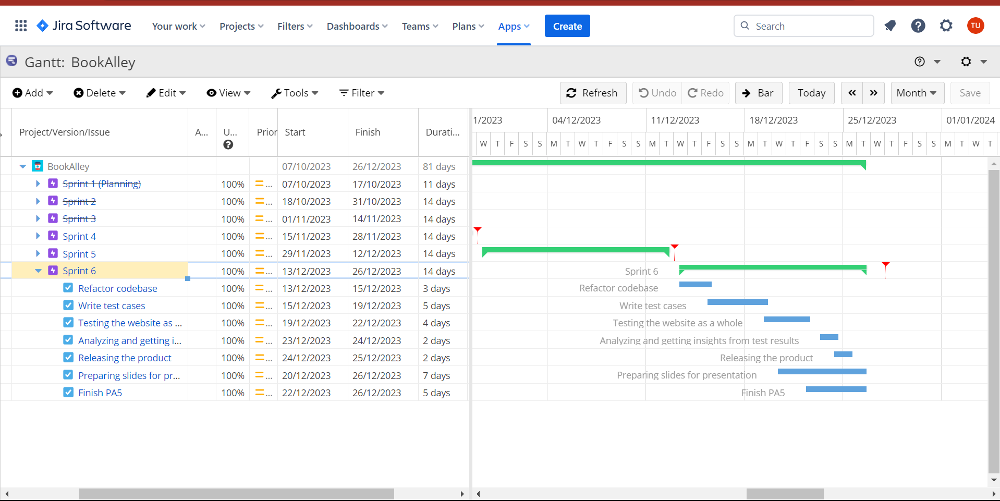 Jira Software Your work Projects Filters Dashboards Teams Plans Apps Create Search TU
Gantt: BookAlley
Add Delete Edit View Tools Filter Refresh Undo Redo Bar Today Month Save
Project/Version/Issue A... U... Prior Start Finish Durati...
1/2023 04/12/2023 11/12/2023 18/12/2023 25/12/2023 01/01/2024
W T F S S M T W T F S S M T W T F S S M T W T F S S M T W T F S S M T W T
BookAlley 07/10/2023 26/12/2023 81 days
Sprint 1 (Planning) 100% ... 07/10/2023 17/10/2023 11 days
Sprint 2 100% ... 18/10/2023 31/10/2023 14 days
Sprint 3 100% ... 01/11/2023 14/11/2023 14 days
Sprint 4 100% ... 15/11/2023 28/11/2023 14 days
Sprint 5 100% ... 29/11/2023 12/12/2023 14 days
Sprint 6 100% ... 13/12/2023 26/12/2023 14 days Sprint 6
Refactor codebase 100% ... 13/12/2023 15/12/2023 3 days Refactor codebase
Write test cases 100% ... 15/12/2023 19/12/2023 5 days Write test cases
Testing the website as ... 100% ... 19/12/2023 22/12/2023 4 days Testing the website as a whole
Analyzing and getting i... 100% ... 23/12/2023 24/12/2023 2 days Analyzing and getting insights from test results
Releasing the product 100% ... 24/12/2023 25/12/2023 2 days Releasing the product
Preparing slides for pr... 100% ... 20/12/2023 26/12/2023 7 days Preparing slides for presentation
Finish PA5 100% ... 22/12/2023 26/12/2023 5 days Finish PA5